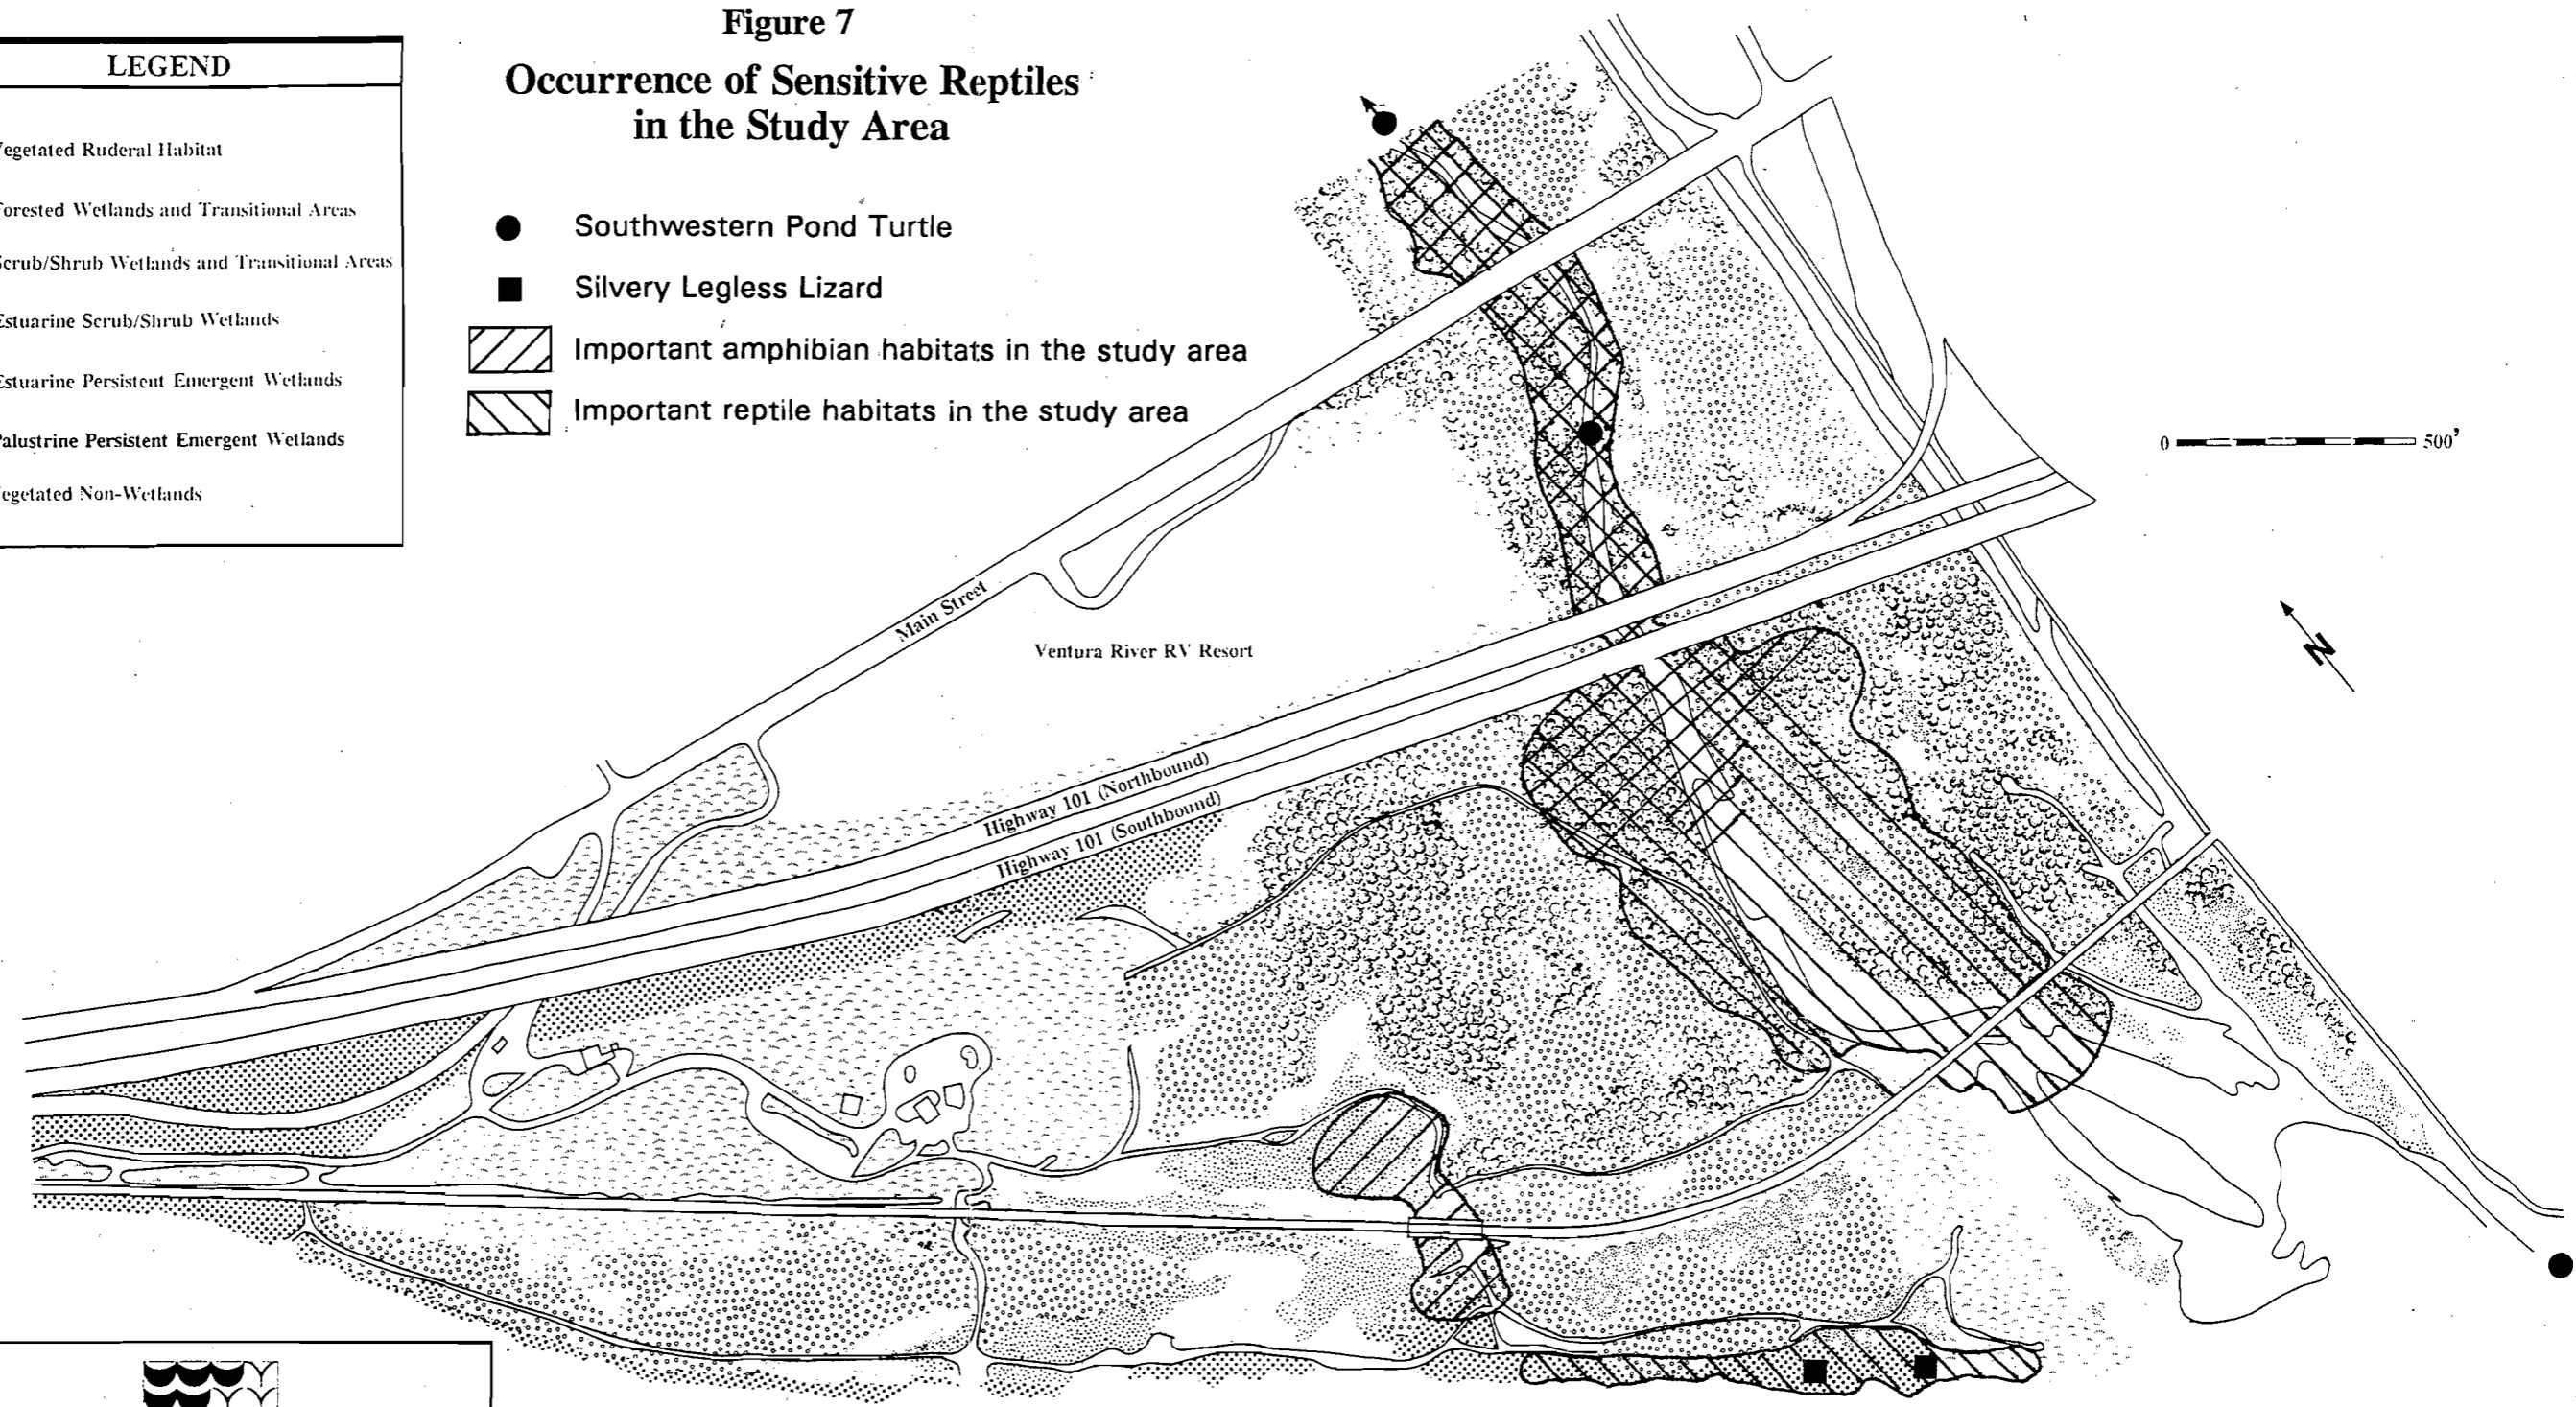 Figure 7
Occurrence of Sensitive Reptiles
in the Study Area
LEGEND
egetated Ruderal Habitat
orested Wetlands and Transitional Areas
crub/Shrub Wetlands and Transitional Areas
Estuarine Scrub/Shrub Wetlands
Estuarine Persistent Emergent Wetlands
alustrine Persistent Emergent Wetlands
egetated Non-Wetlands
Southwestern Pond Turtle
Silvery Legless Lizard
Important amphibian habitats in the study area
Important reptile habitats in the study area
0 500'
Main Street
Ventura River RV Resort
N
Highway 101 (Northbound)
Highway 101 (Southbound)